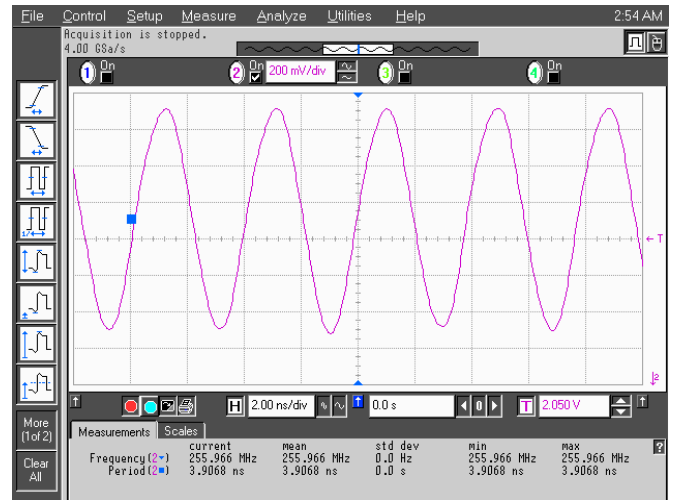 File Control Setup Measure Analyze Utilities Help 2:54 AM
Acquisition is stopped.
4.00 GSa/s
1 On 2 On 200 mV/div 3 On 4 On
T
2
H 2.00 ns/div 0.0 s 0 T 2.050 V
More
(1 of 2)
Clear
All
Measurements Scales
current mean std dev min max ?
Frequency(2) 255.966 MHz 255.966 MHz 0.0 Hz 255.966 MHz 255.966 MHz
Period(2) 3.9068 ns 3.9068 ns 0.0 s 3.9068 ns 3.9068 ns